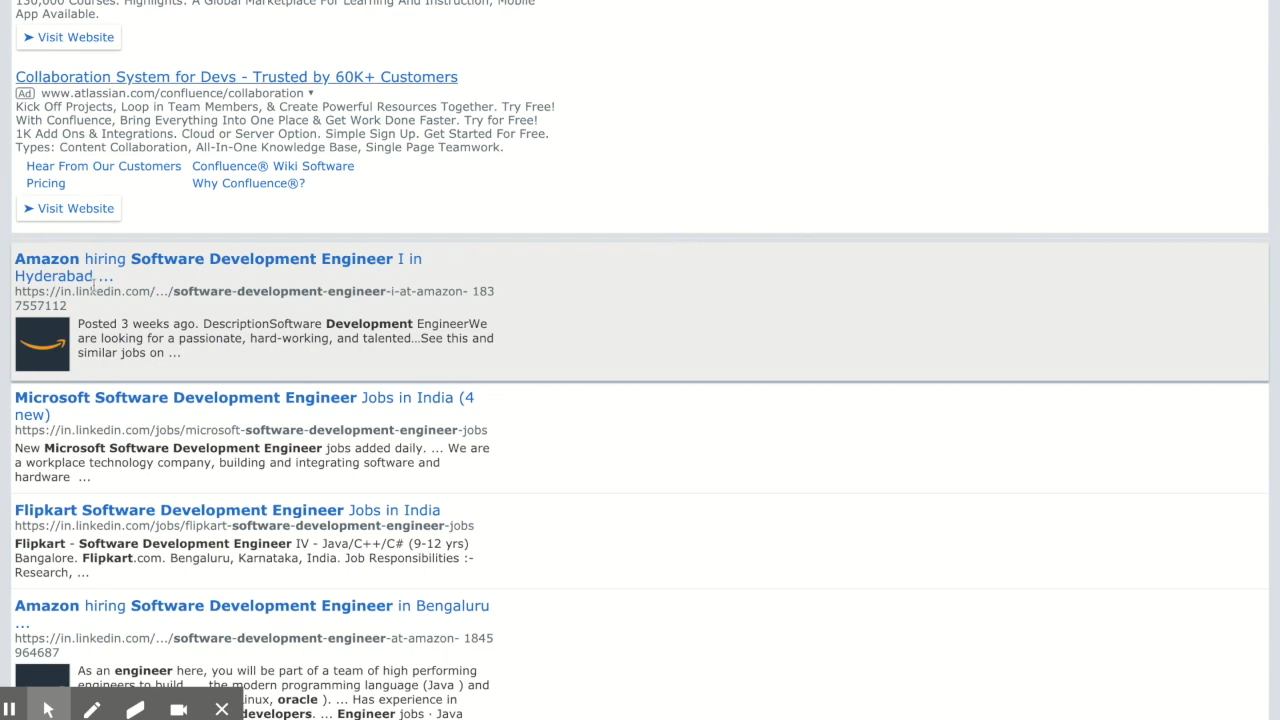 130,000 Courses. Highlights: A Global Marketplace For Learning And Instruction, Mobile
App Available.
➤ Visit Website
Collaboration System for Devs - Trusted by 60K+ Customers
Ad www.atlassian.com/confluence/collaboration ▼
Kick Off Projects, Loop in Team Members, & Create Powerful Resources Together. Try Free!
With Confluence, Bring Everything Into One Place & Get Work Done Faster. Try for Free!
1K Add Ons & Integrations. Cloud or Server Option. Simple Sign Up. Get Started For Free.
Types: Content Collaboration, All-In-One Knowledge Base, Single Page Teamwork.
Hear From Our Customers Confluence® Wiki Software
Pricing Why Confluence®?
➤ Visit Website
Amazon hiring Software Development Engineer I in
Hyderabad ...
https://in.linkedin.com/.../software-development-engineer-i-at-amazon- 183
7557112
Posted 3 weeks ago. DescriptionSoftware Development EngineerWe
are looking for a passionate, hard-working, and talented...See this and
similar jobs on ...
Microsoft Software Development Engineer Jobs in India (4
new)
https://in.linkedin.com/jobs/microsoft-software-development-engineer-jobs
New Microsoft Software Development Engineer jobs added daily. ... We are
a workplace technology company, building and integrating software and
hardware ...
Flipkart Software Development Engineer Jobs in India
https://in.linkedin.com/jobs/flipkart-software-development-engineer-jobs
Flipkart - Software Development Engineer IV - Java/C++/C# (9-12 yrs)
Bangalore. Flipkart.com. Bengaluru, Karnataka, India. Job Responsibilities :-
Research, ...
Amazon hiring Software Development Engineer in Bengaluru
...
https://in.linkedin.com/.../software-development-engineer-at-amazon- 1845
964687
As an engineer here, you will be part of a team of high performing
engineers to build ... the modern programming language (Java ) and
inux, oracle ). ... Has experience in
developers. ... Engineer jobs · Java